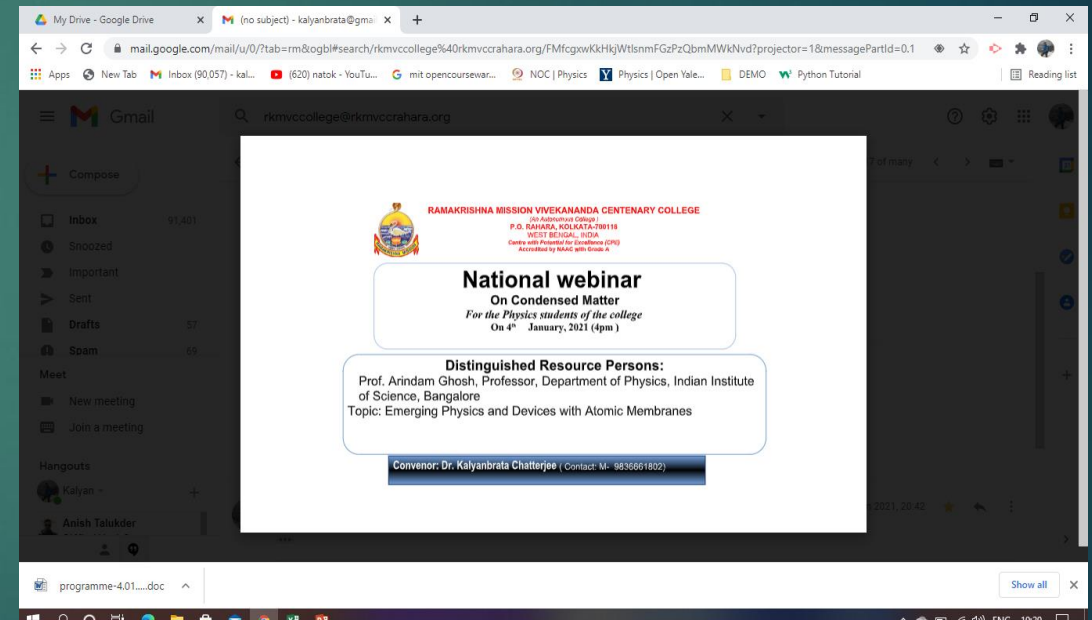 My Drive - Google Drive
(no subject) - kalyanbrata@gmai
mail.google.com/mail/u/0/?tab=rm&ogbl#search/rkmvccollege%40rkmvccrahara.org/FMfcgxwKkHkjWtlsnmFGzPzQbmMWkNvd?projector=1&messagePartId=0.1
Apps New Tab Inbox (90,057) - kal... (620) natok - YouTu... mit opencoursewar... NOC | Physics Physics | Open Yale... DEMO Python Tutorial Reading list
Gmail rkmvccollege@rkmvccrahara.org
Compose 7 of many
Inbox 91,401
Snoozed
Important
Sent
Drafts 57
Spam 69
Meet
New meeting
Join a meeting
Hangouts
Kalyan
Anish Talukder
RAMAKRISHNA MISSION VIVEKANANDA CENTENARY COLLEGE
(An Autonomous College)
P.O. RAHARA, KOLKATA-700118
WEST BENGAL, INDIA
Centre with Potential for Excellence (CPE)
Accredited by NAAC with Grade A
National webinar
On Condensed Matter
For the Physics students of the college
On 4th January, 2021 (4pm )
Distinguished Resource Persons:
Prof. Arindam Ghosh, Professor, Department of Physics, Indian Institute
of Science, Bangalore
Topic: Emerging Physics and Devices with Atomic Membranes
Convenor: Dr. Kalyanbrata Chatterjee ( Contact: M- 9836661802)
2021, 20:42
programme-4.01.....doc Show all
ENG 10:20